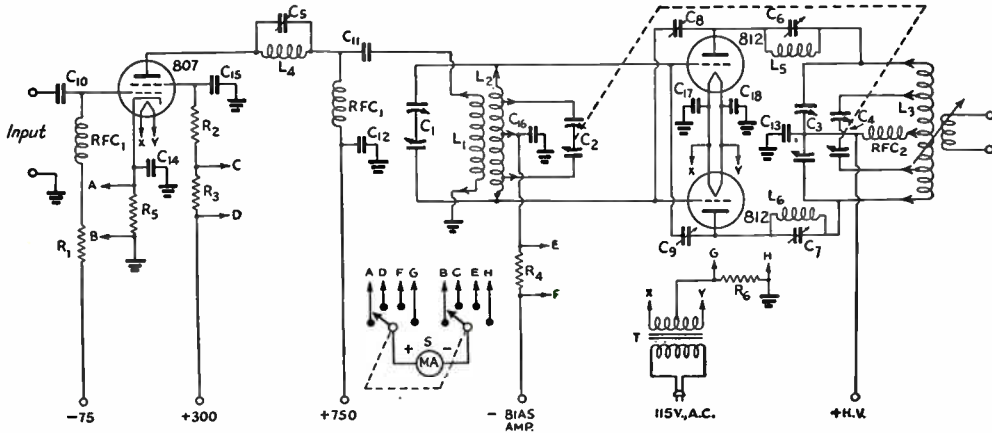 C5
C8
C6
812
C11
L4
L5
807
C10
C15
L2
RFC1
C17
C18
L3
Input
X Y
R2
C1
C16
C13
C3
C4
L1
C2
RFC2
RFC1
C14
C12
X Y
C
A
R3
L6
R5
D
812
E
C9
C7
B
G H
R1
A D F G B C E H
R4
R6
F
X Y
+ S −
MA
T
−75 +300 +750 − BIAS AMP. 115V., A.C. +H.V.